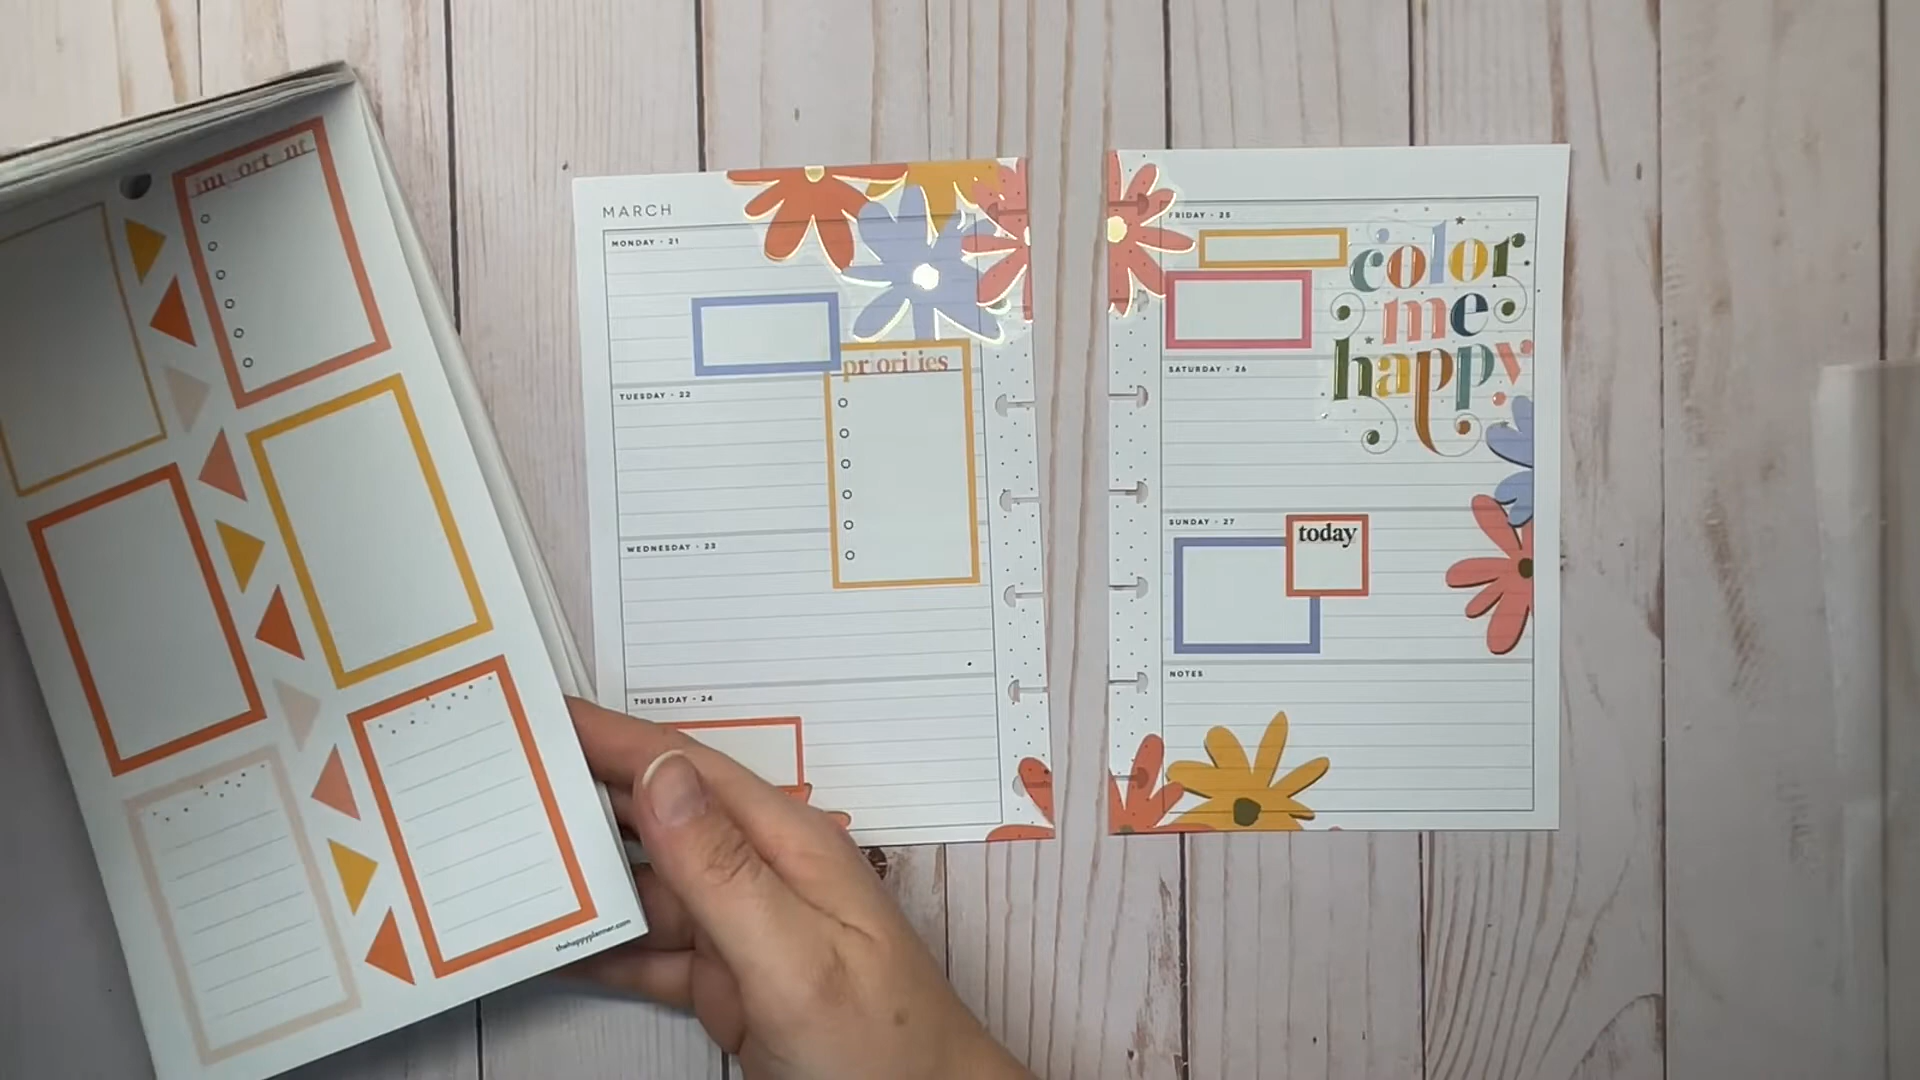 important
thehappyplanner.com
MARCH
MONDAY · 21
priorities
TUESDAY · 22
WEDNESDAY · 23
THURSDAY · 24
FRIDAY · 25
color
me
happy
SATURDAY · 26
SUNDAY · 27
today
NOTES